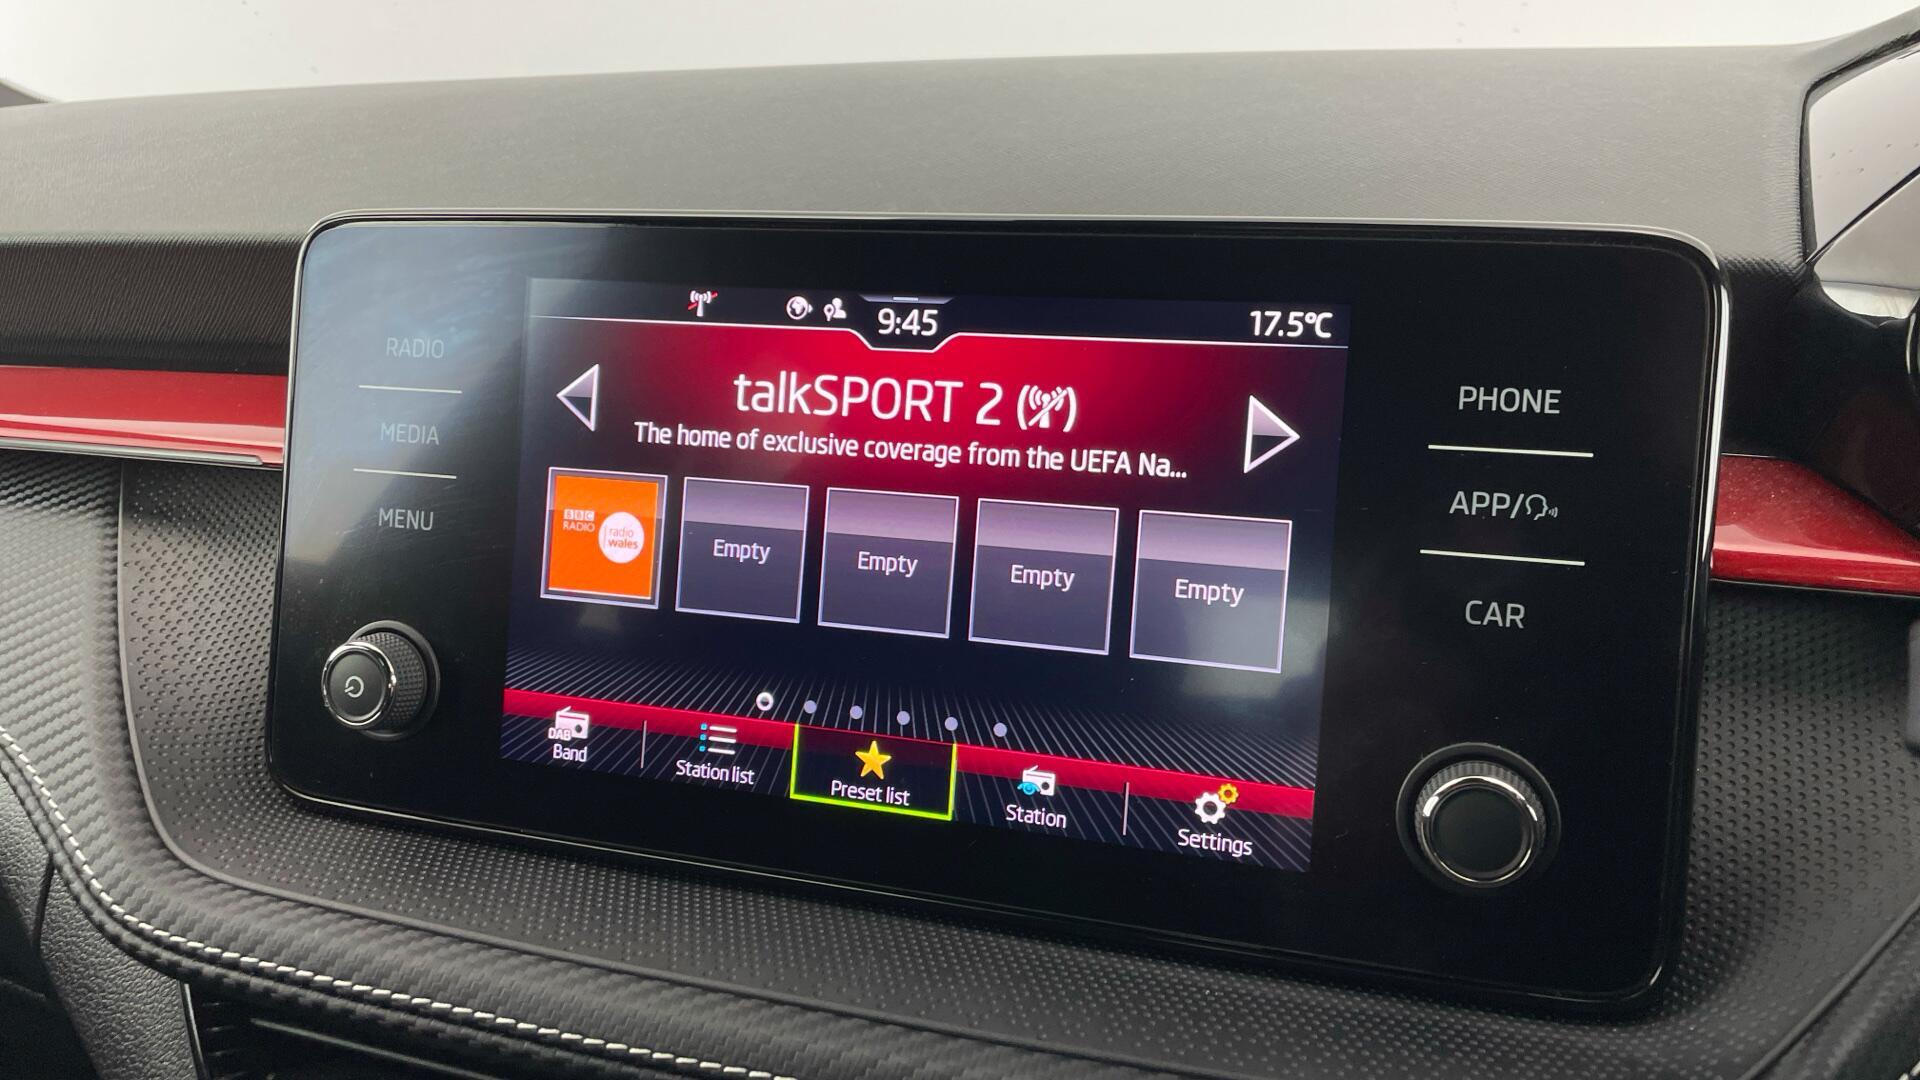 9:45
17.5°C
RADIO
MEDIA
MENU
talkSPORT 2
The home of exclusive coverage from the UEFA Na...
BBC
RADIO
radio
wales
Empty
Empty
Empty
Empty
DAB
Band
Station list
Preset list
Station
Settings
PHONE
APP/
CAR